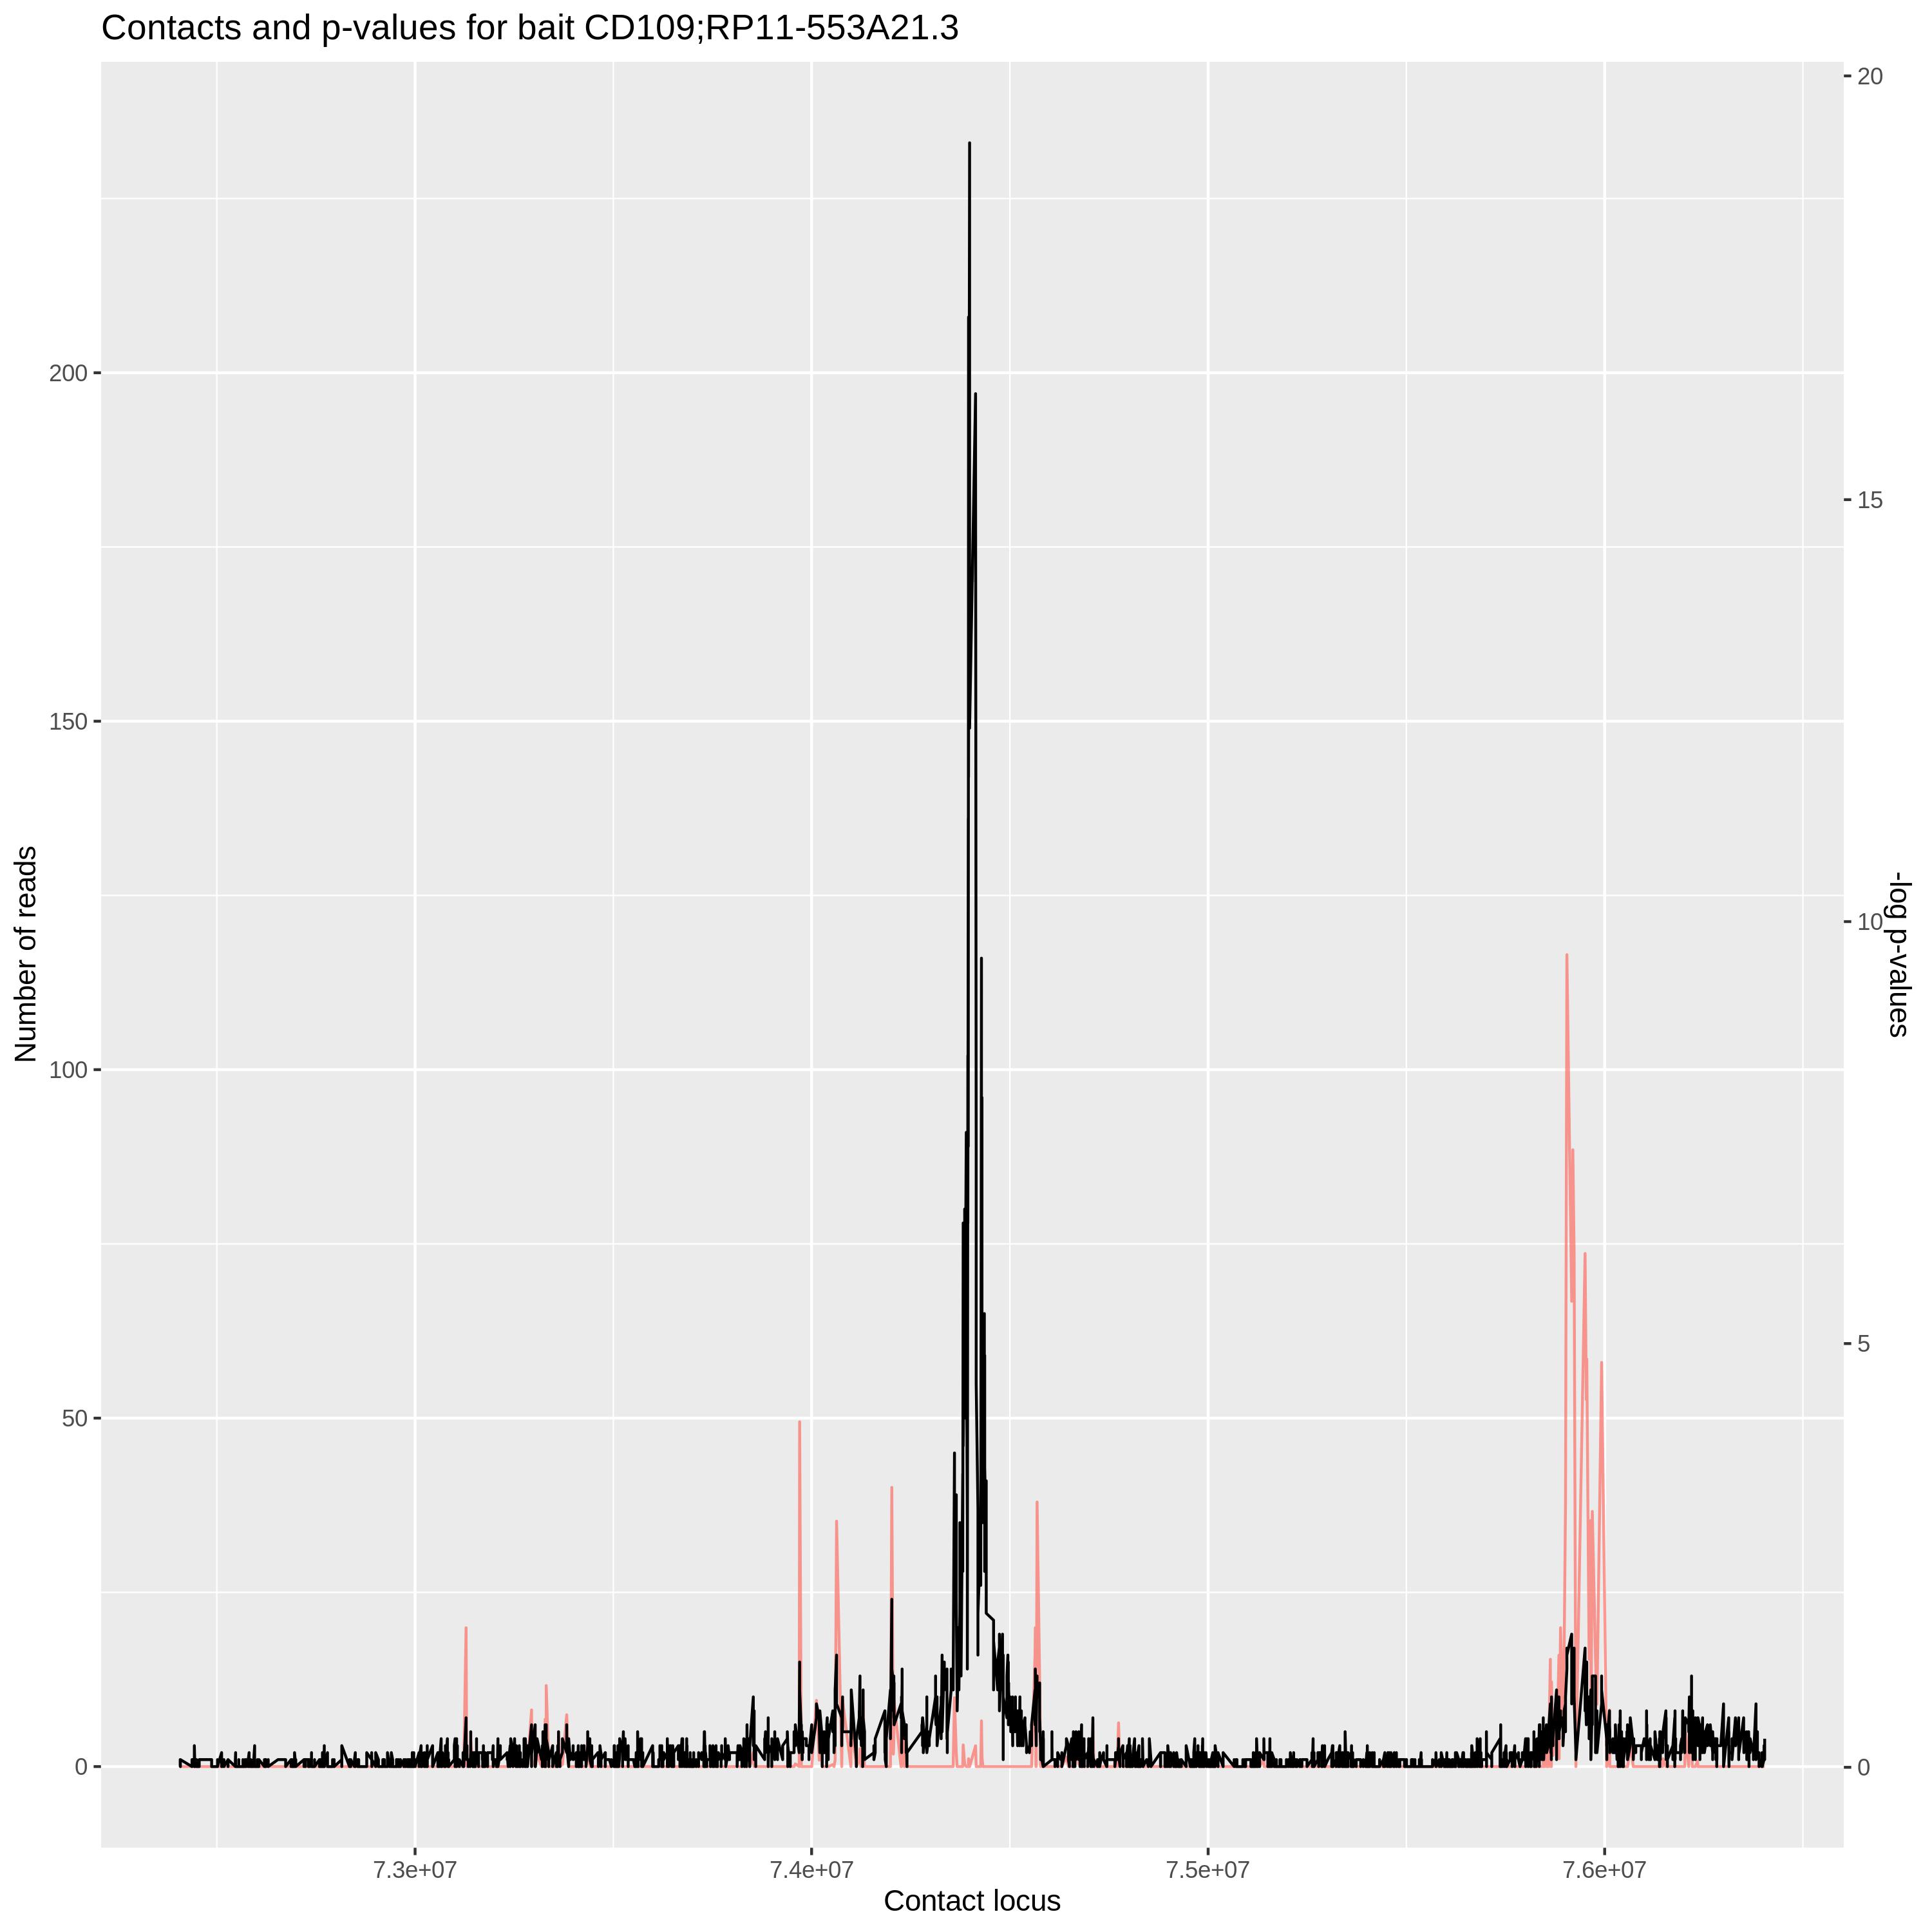 Contacts and p-values for bait CD109;RP11-553A21.3
Number of reads
200
150
100
50
0
20
15
10
5
0
-log p-values
7.3e+07 7.4e+07 7.5e+07 7.6e+07
Contact locus